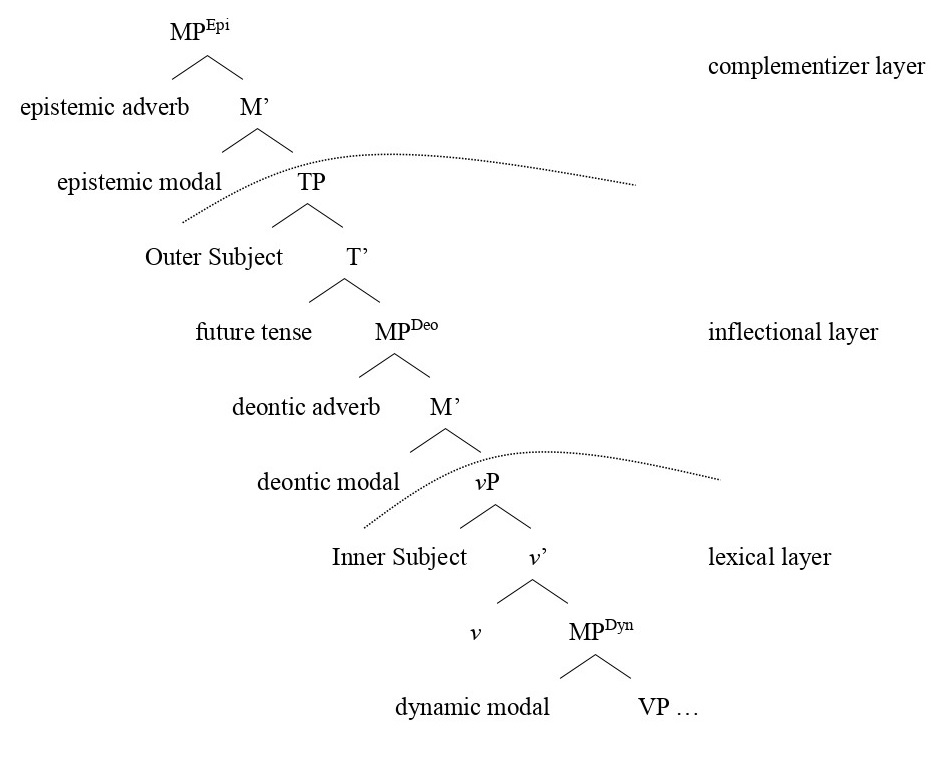 MP^Epi
complementizer layer
epistemic adverb M’
epistemic modal TP
Outer Subject T’
future tense MP^Deo inflectional layer
deontic adverb M’
deontic modal vP
Inner Subject v’ lexical layer
v MP^Dyn
dynamic modal VP …